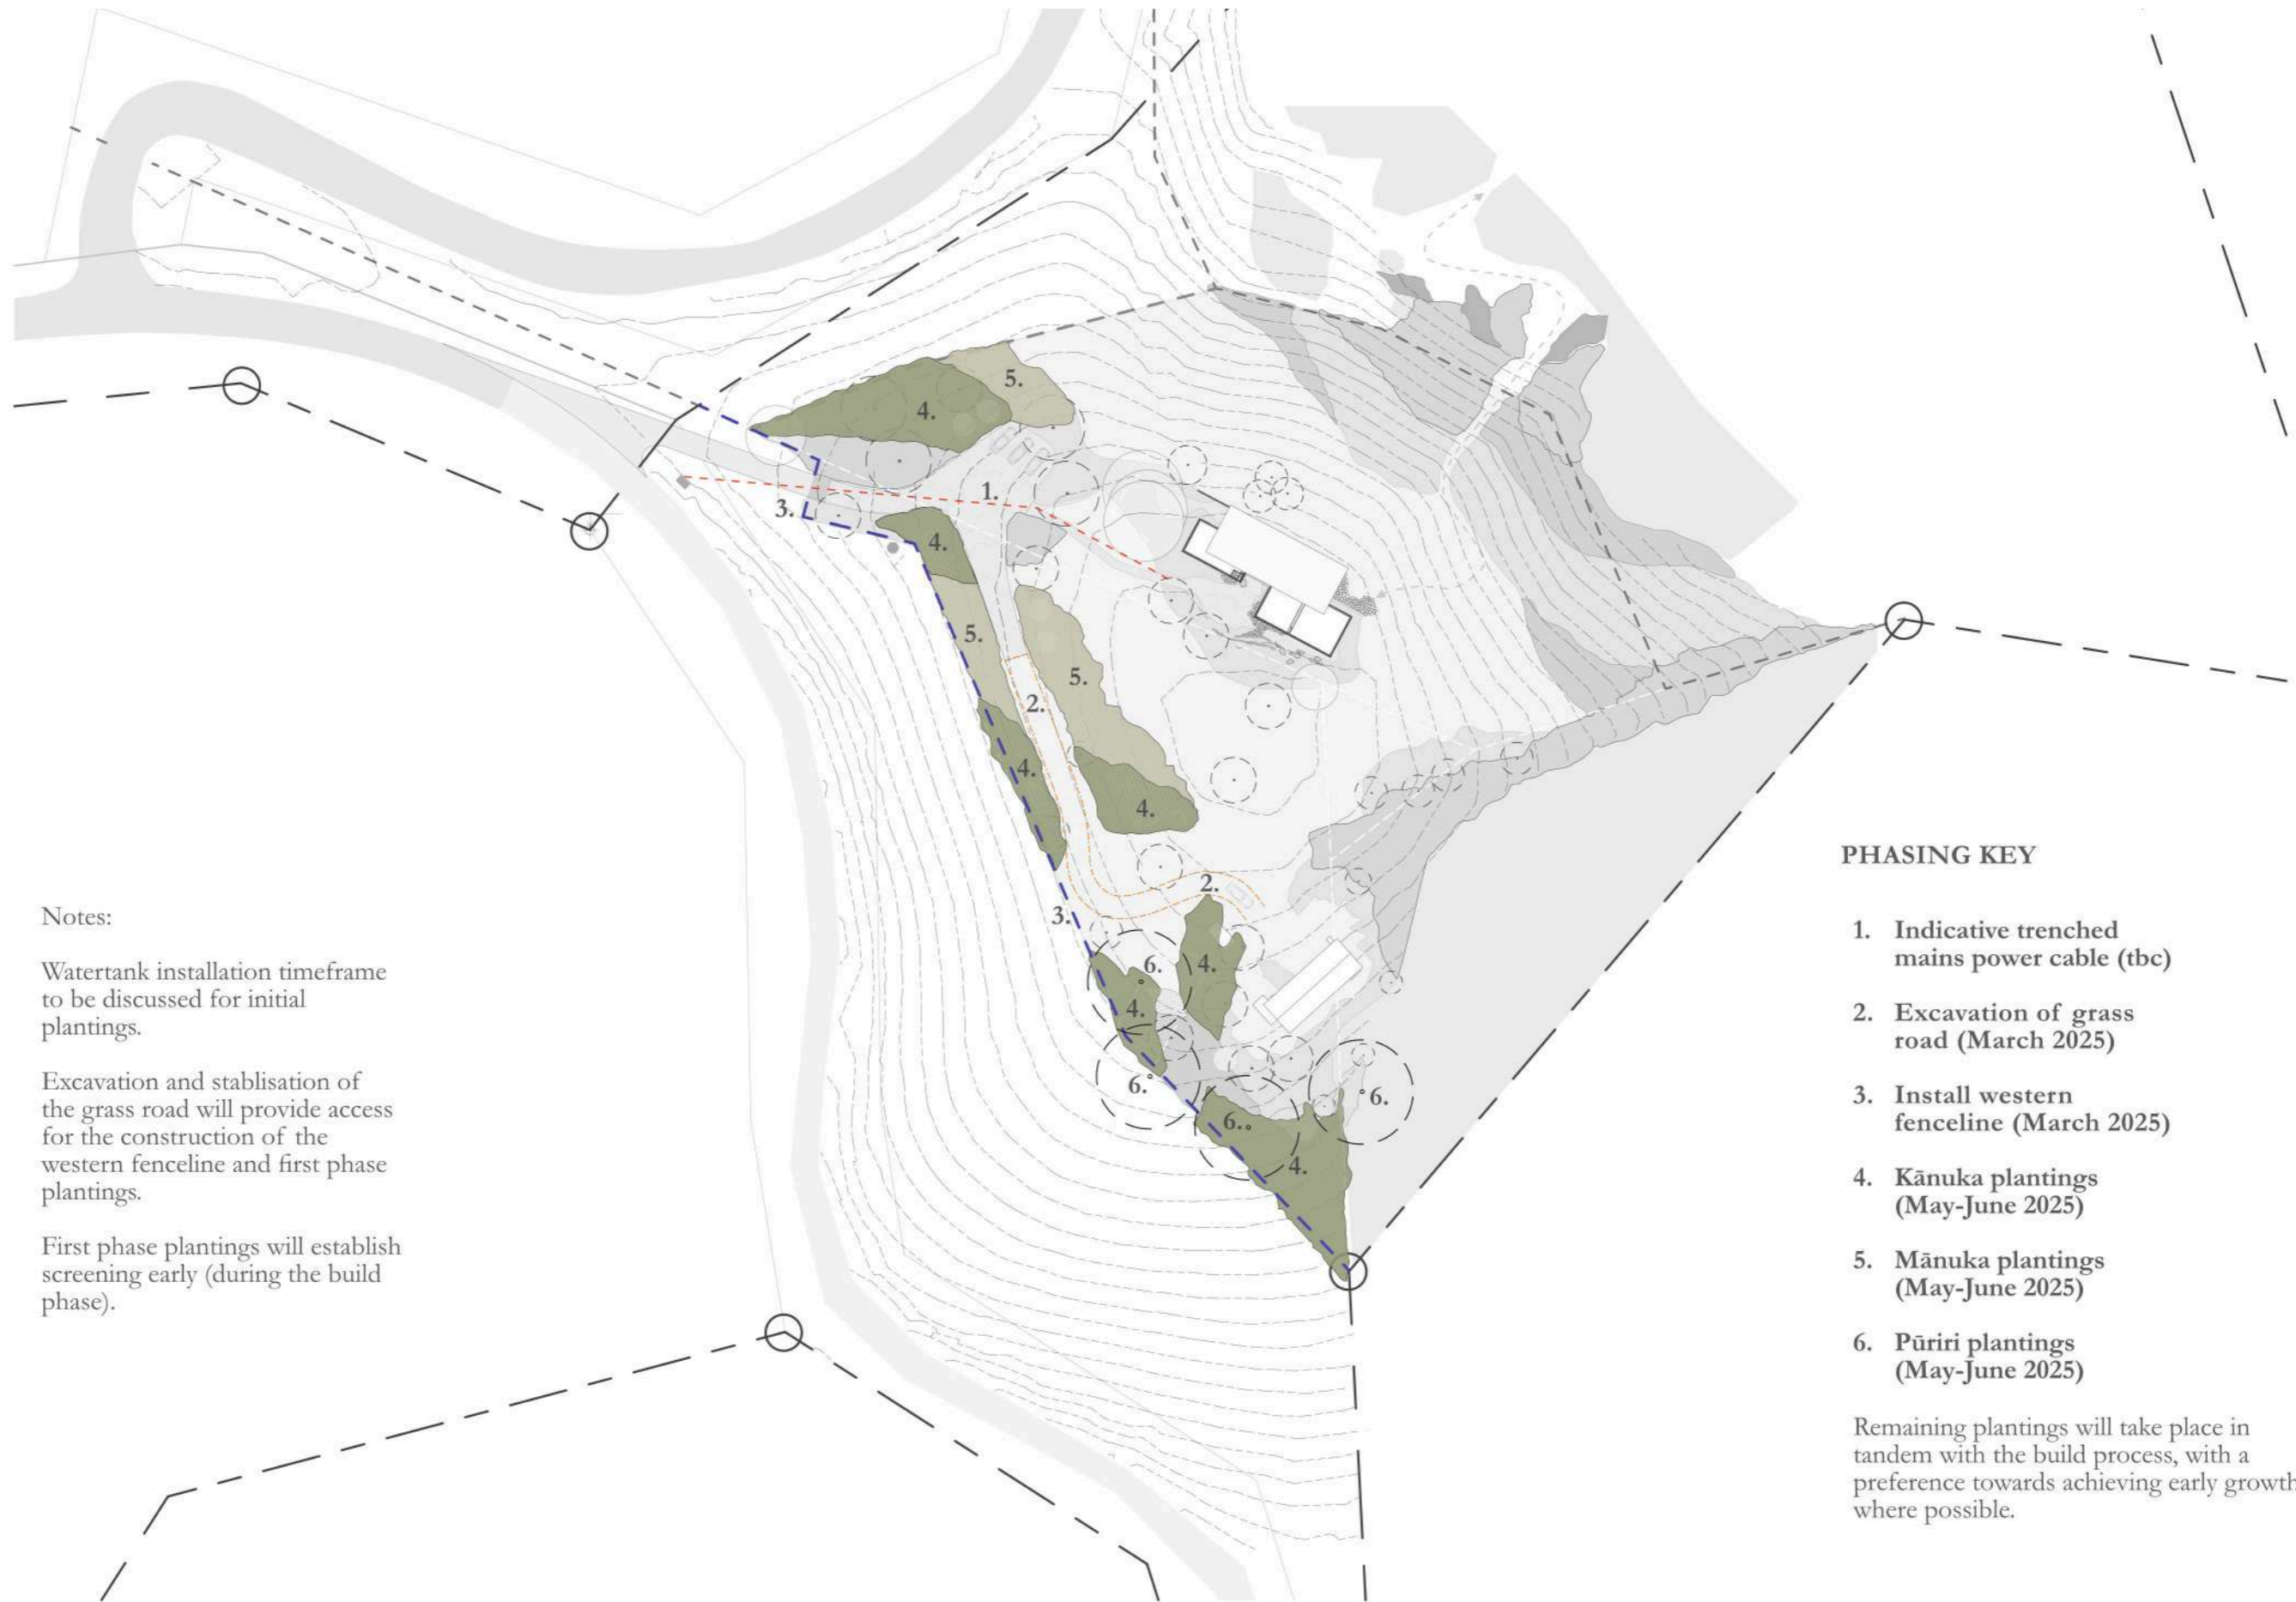 5.
4.
1.
3.
4.
5.
5.
2.
4.
4.
2.
3.
6.
4.
4.
6.
6.
6.
4.
Notes:
Watertank installation timeframe
to be discussed for initial
plantings.
Excavation and stablisation of
the grass road will provide access
for the construction of the
western fenceline and first phase
plantings.
First phase plantings will establish
screening early (during the build
phase).
PHASING KEY
1. Indicative trenched
mains power cable (tbc)
2. Excavation of grass
road (March 2025)
3. Install western
fenceline (March 2025)
4. Kānuka plantings
(May-June 2025)
5. Mānuka plantings
(May-June 2025)
6. Pūriri plantings
(May-June 2025)
Remaining plantings will take place in
tandem with the build process, with a
preference towards achieving early growth
where possible.